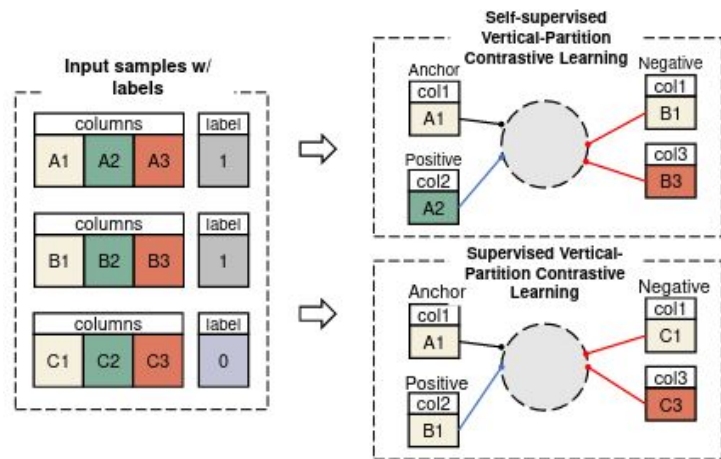 Input samples w/
labels
columns label
A1 A2 A3 1
columns label
B1 B2 B3 1
columns label
C1 C2 C3 0
Self-supervised
Vertical-Partition
Contrastive Learning
Anchor
col1
A1
Positive
col2
A2
Negative
col1
B1
col3
B3
Supervised Vertical-
Partition Contrastive
Learning
Anchor
col1
A1
Positive
col2
B1
Negative
col1
C1
col3
C3